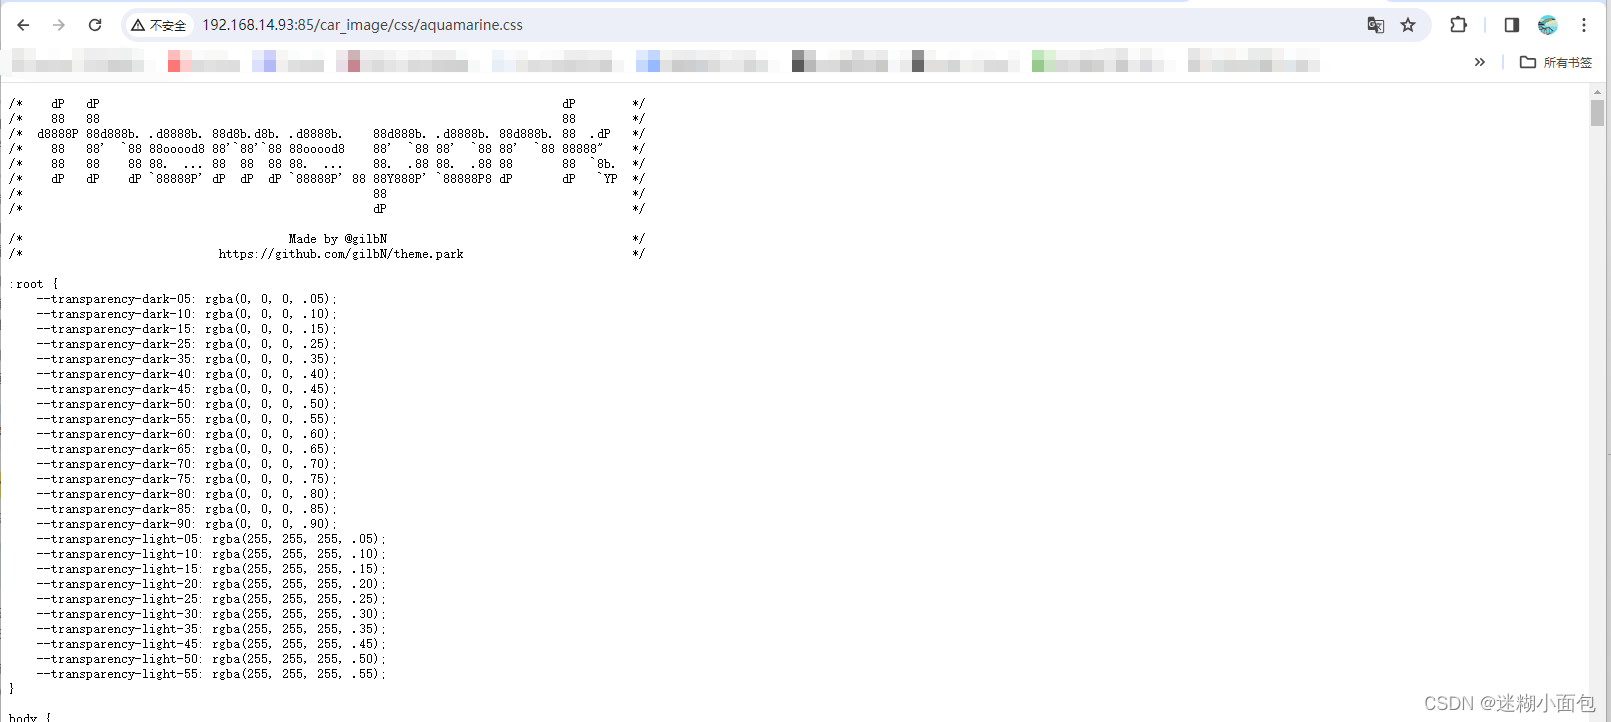 不安全 192.168.14.93:85/car_image/css/aquamarine.css
所有书签
/*    dP   dP                                                                  dP        */
/*    88   88                                                                  88        */
/*  d8888P 88d888b. .d8888b. 88d8b.d8b. .d8888b.    88d888b. .d8888b. 88d888b. 88  .dP   */
/*    88   88'  `88 88ooood8 88'`88'`88 88ooood8    88'  `88 88'  `88 88'  `88 88888"    */
/*    88   88    88 88.  ... 88  88  88 88.  ...    88.  .88 88.  .88 88       88  `8b.  */
/*    dP   dP    dP `88888P' dP  dP  dP `88888P' 88 88Y888P' `88888P8 dP       dP   `YP  */
/*                                                  88                                   */
/*                                                  dP                                   */
/*                                      Made by @gilbN                                   */
/*                            https://github.com/gilbN/theme.park                        */
:root {
    --transparency-dark-05: rgba(0, 0, 0, .05);
    --transparency-dark-10: rgba(0, 0, 0, .10);
    --transparency-dark-15: rgba(0, 0, 0, .15);
    --transparency-dark-25: rgba(0, 0, 0, .25);
    --transparency-dark-35: rgba(0, 0, 0, .35);
    --transparency-dark-40: rgba(0, 0, 0, .40);
    --transparency-dark-45: rgba(0, 0, 0, .45);
    --transparency-dark-50: rgba(0, 0, 0, .50);
    --transparency-dark-55: rgba(0, 0, 0, .55);
    --transparency-dark-60: rgba(0, 0, 0, .60);
    --transparency-dark-65: rgba(0, 0, 0, .65);
    --transparency-dark-70: rgba(0, 0, 0, .70);
    --transparency-dark-75: rgba(0, 0, 0, .75);
    --transparency-dark-80: rgba(0, 0, 0, .80);
    --transparency-dark-85: rgba(0, 0, 0, .85);
    --transparency-dark-90: rgba(0, 0, 0, .90);
    --transparency-light-05: rgba(255, 255, 255, .05);
    --transparency-light-10: rgba(255, 255, 255, .10);
    --transparency-light-15: rgba(255, 255, 255, .15);
    --transparency-light-20: rgba(255, 255, 255, .20);
    --transparency-light-25: rgba(255, 255, 255, .25);
    --transparency-light-30: rgba(255, 255, 255, .30);
    --transparency-light-35: rgba(255, 255, 255, .35);
    --transparency-light-45: rgba(255, 255, 255, .45);
    --transparency-light-50: rgba(255, 255, 255, .50);
    --transparency-light-55: rgba(255, 255, 255, .55);
}
body {
CSDN @迷糊小面包